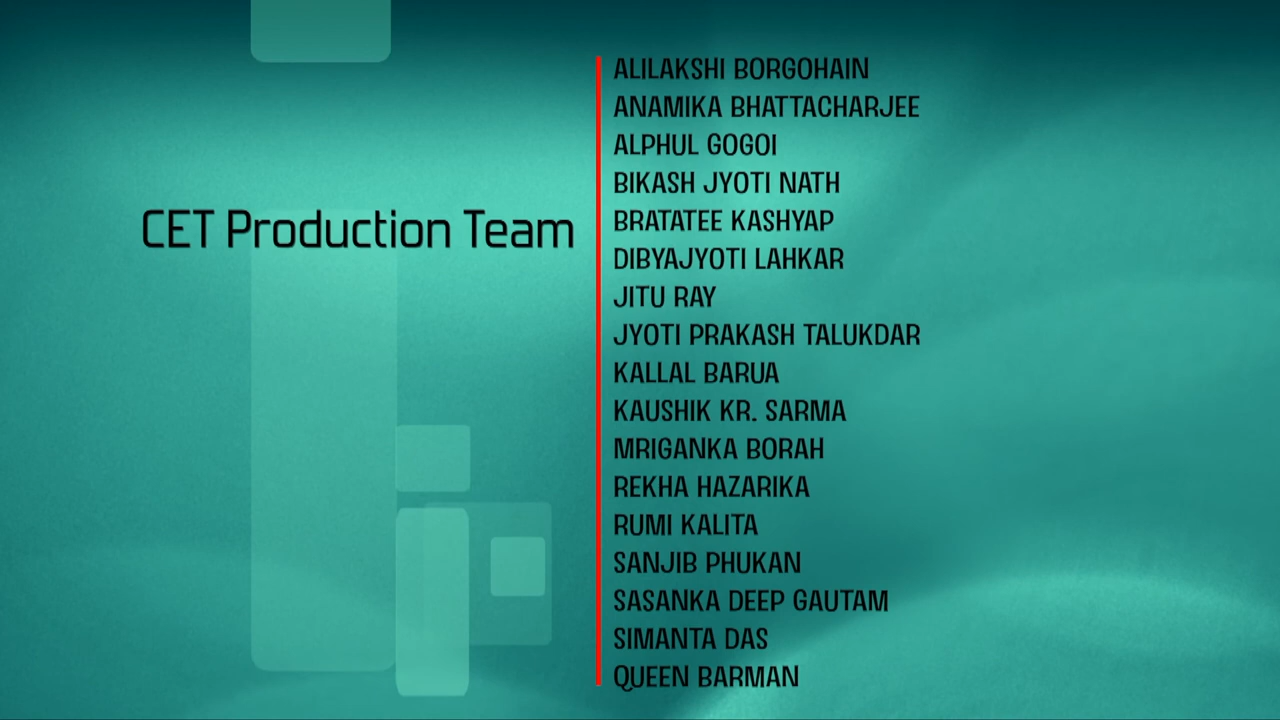 CET Production Team
ALILAKSHI BORGOHAIN
ANAMIKA BHATTACHARJEE
ALPHUL GOGOI
BIKASH JYOTI NATH
BRATATEE KASHYAP
DIBYAJYOTI LAHKAR
JITU RAY
JYOTI PRAKASH TALUKDAR
KALLAL BARUA
KAUSHIK KR. SARMA
MRIGANKA BORAH
REKHA HAZARIKA
RUMI KALITA
SANJIB PHUKAN
SASANKA DEEP GAUTAM
SIMANTA DAS
QUEEN BARMAN